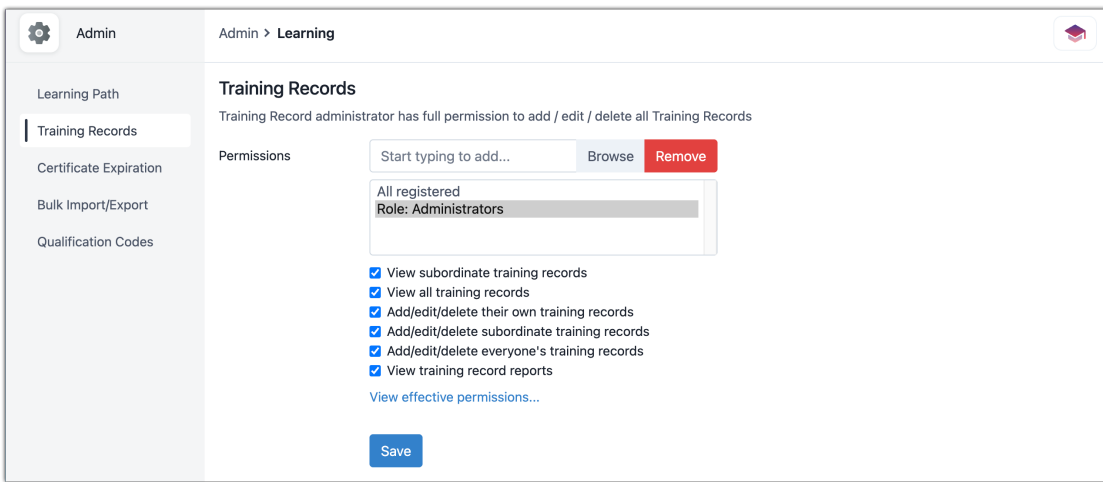 Admin
Admin > Learning
Learning Path
Training Records
Certificate Expiration
Bulk Import/Export
Qualification Codes
Training Records
Training Record administrator has full permission to add / edit / delete all Training Records
Permissions
Start typing to add...
Browse
Remove
All registered
Role: Administrators
View subordinate training records
View all training records
Add/edit/delete their own training records
Add/edit/delete subordinate training records
Add/edit/delete everyone's training records
View training record reports
View effective permissions...
Save